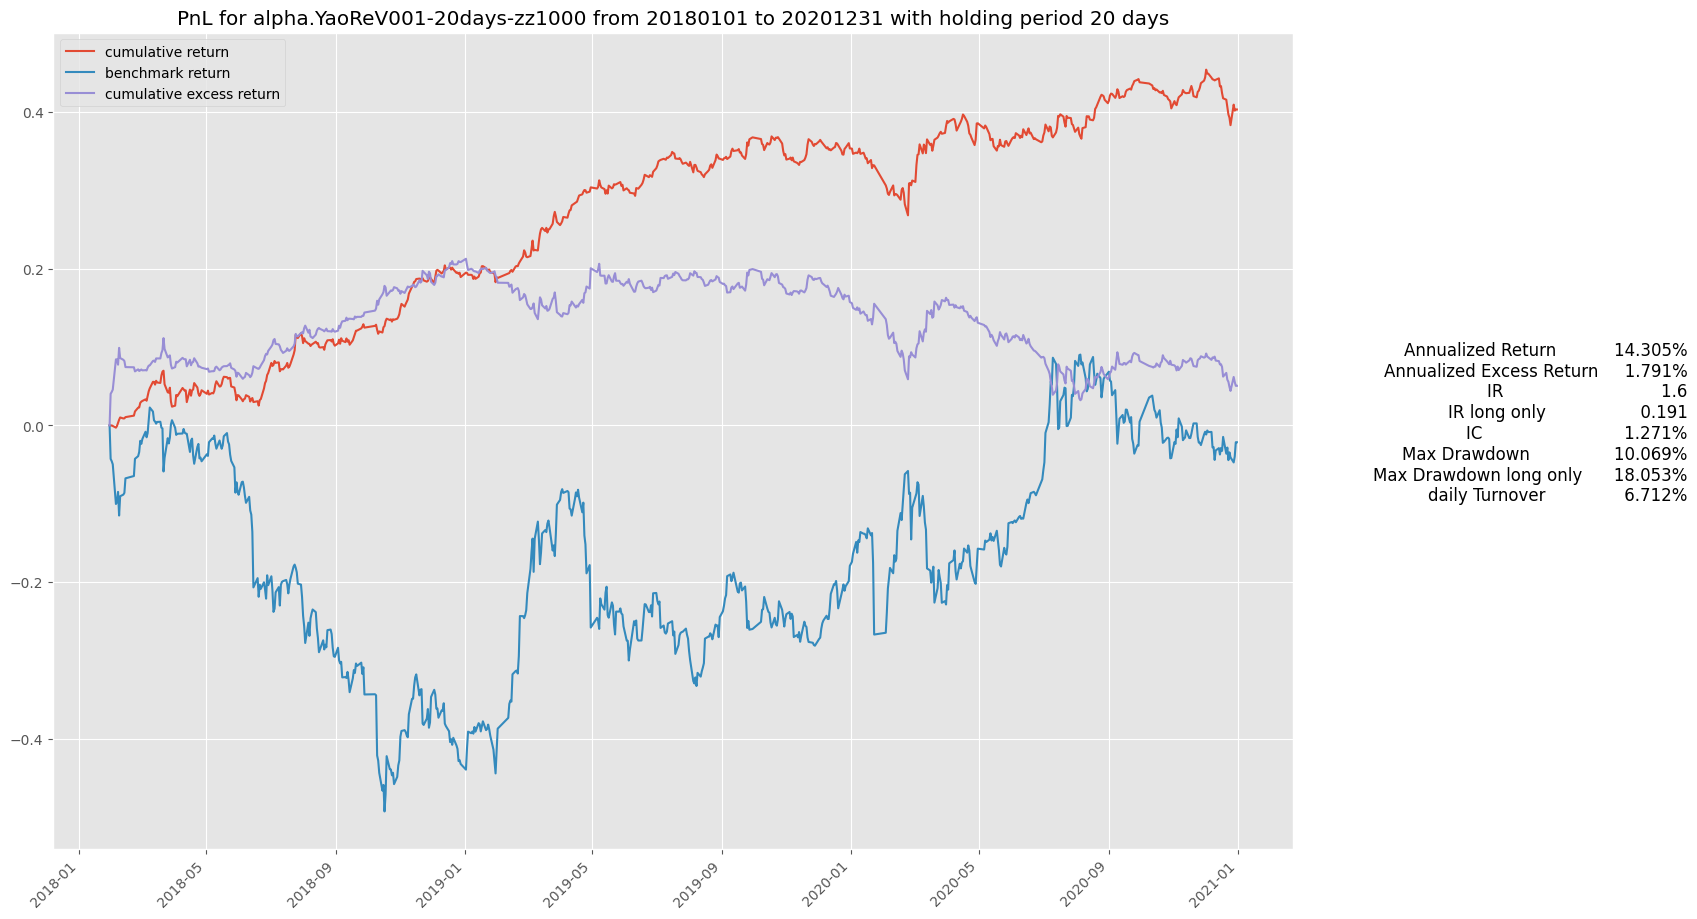 PnL for alpha.YaoReV001-20days-zz1000 from 20180101 to 20201231 with holding period 20 days
cumulative return
benchmark return
cumulative excess return
0.4
0.2
0.0
−0.2
−0.4
2018-01
2018-05
2018-09
2019-01
2019-05
2019-09
2020-01
2020-05
2020-09
2021-01
Annualized Return 14.305%
Annualized Excess Return 1.791%
IR 1.6
IR long only 0.191
IC 1.271%
Max Drawdown 10.069%
Max Drawdown long only 18.053%
daily Turnover 6.712%